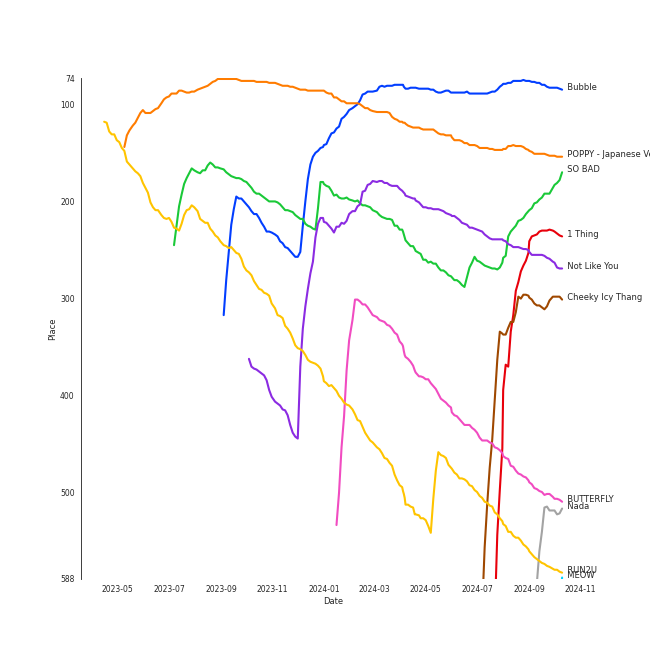 74
100
200
300
400
500
588
Place
2023-05
2023-07
2023-09
2023-11
2024-01
2024-03
2024-05
2024-07
2024-09
2024-11
Date
Bubble
POPPY - Japanese Ve
SO BAD
1 Thing
Not Like You
Cheeky Icy Thang
BUTTERFLY
Nada
RUN2U
MEOW